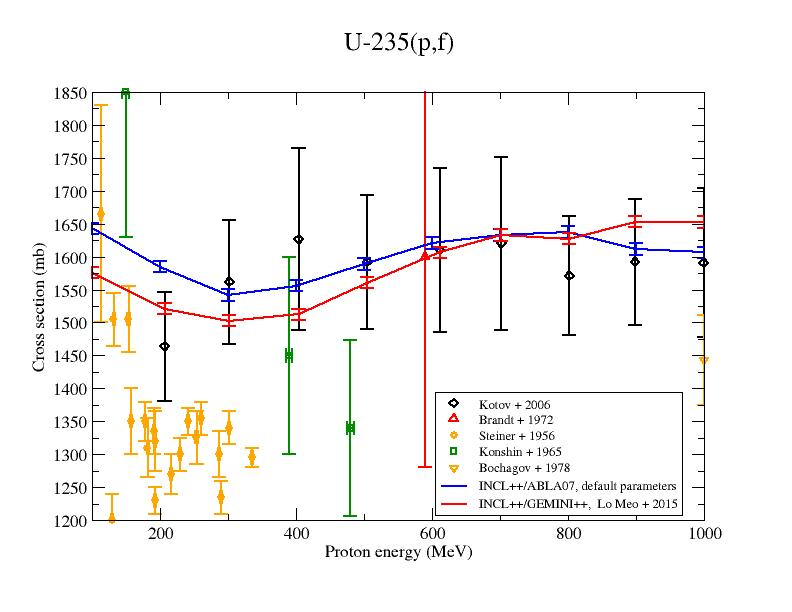 U-235(p,f)
1850
1800
1750
1700
1650
1600
1550
1500
1450
1400
1350
1300
1250
1200
Cross section (mb)
Kotov + 2006
Brandt + 1972
Steiner + 1956
Konshin + 1965
Bochagov + 1978
INCL++/ABLA07, default parameters
INCL++/GEMINI++, Lo Meo + 2015
200 400 600 800 1000
Proton energy (MeV)